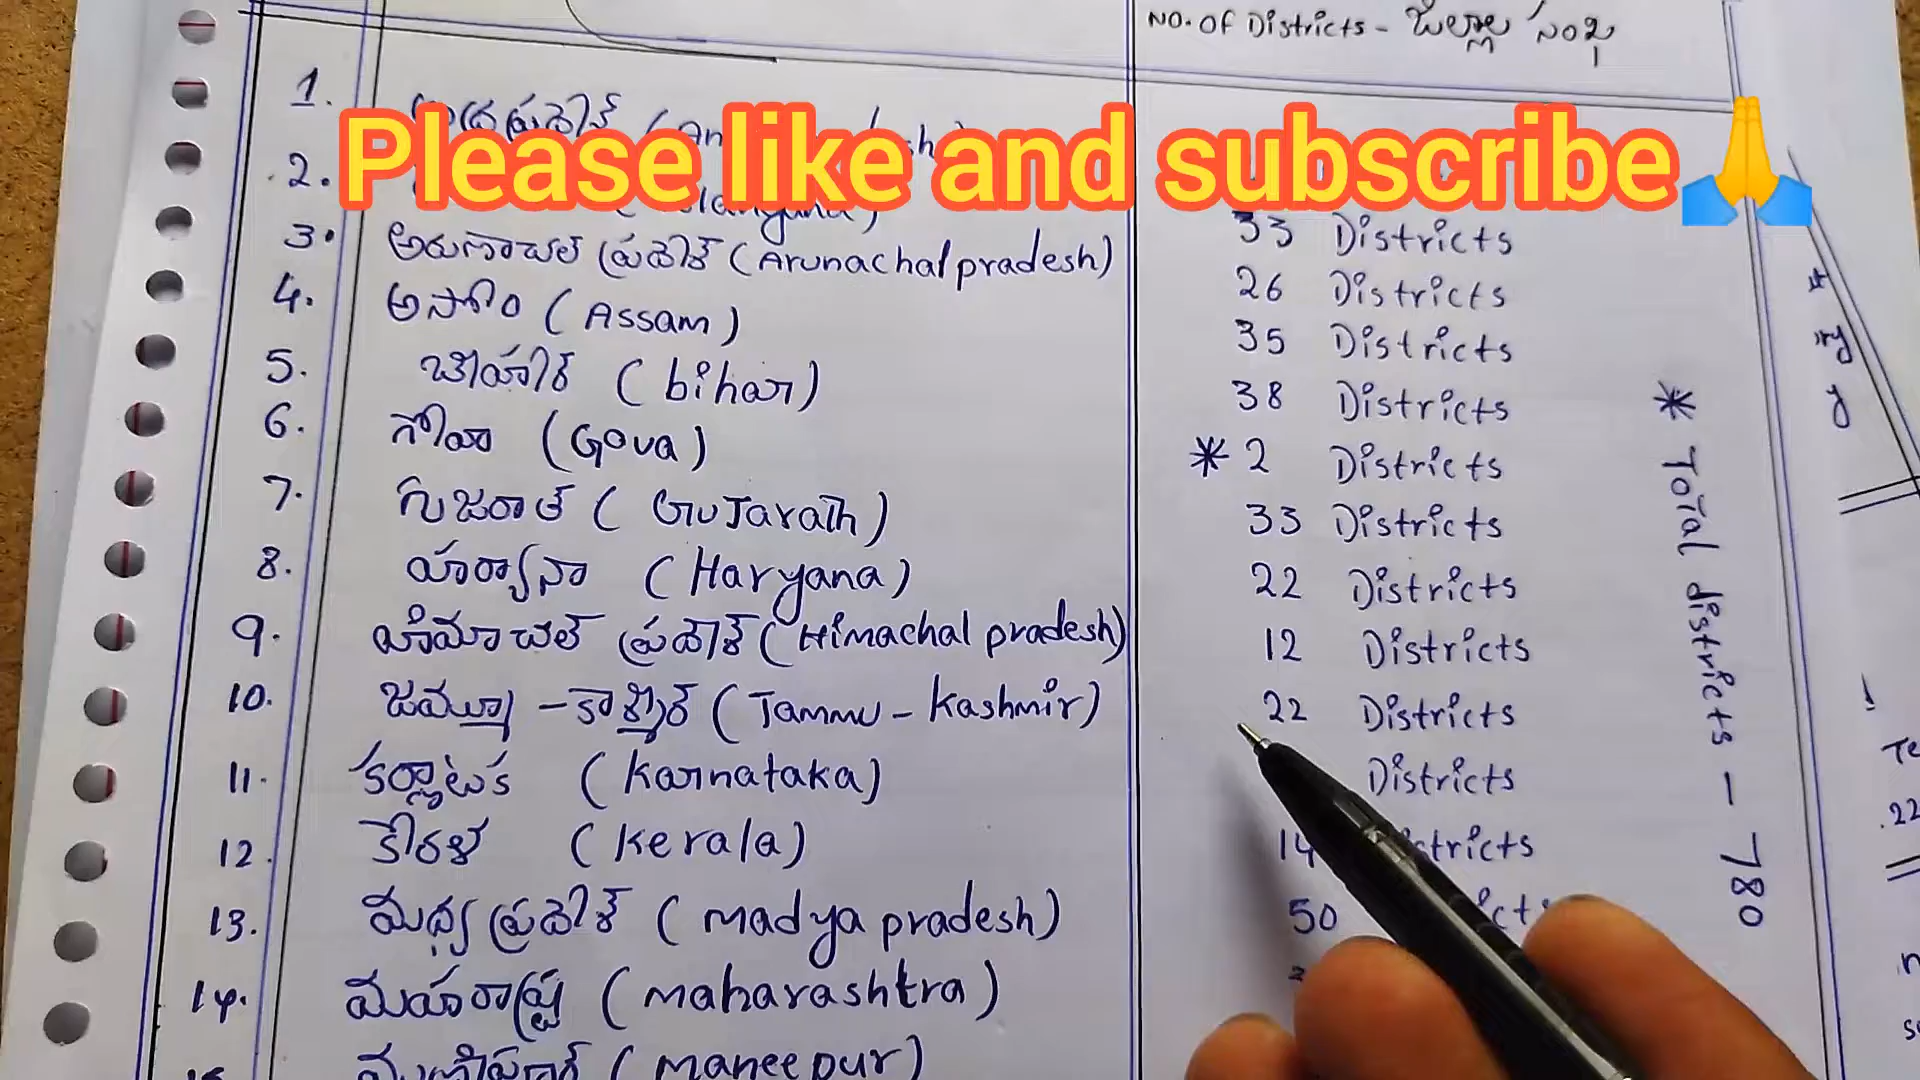 No. OF Districts - జిల్లాల సంఖ్య
Please like and subscribe🙏
1. ఆంధ్రప్రదేశ్
2.
33 Districts
3. అరుణాచల్ ప్రదేశ్ (Arunachal pradesh) 26 Districts
4. అస్సాం (Assam) 35 Districts
5. బీహార్ (bihar) 38 Districts
6. గోవా (Gova) * 2 Districts
7. గుజరాత్ (GuJarath) 33 Districts
8. హర్యానా (Haryana) 22 Districts
9. హిమాచల్ ప్రదేశ్ (Himachal pradesh) 12 Districts
10. జమ్మూ - కాశ్మీర్ (Jammu - kashmir) 22 Districts
11. కర్ణాటక (karnataka) Districts
12. కేరళ (kerala) 14
13. మధ్య ప్రదేశ్ (madya pradesh) 50
14. మహారాష్ట్ర (maharashtra)
(maneepur)
* Total districts - 780